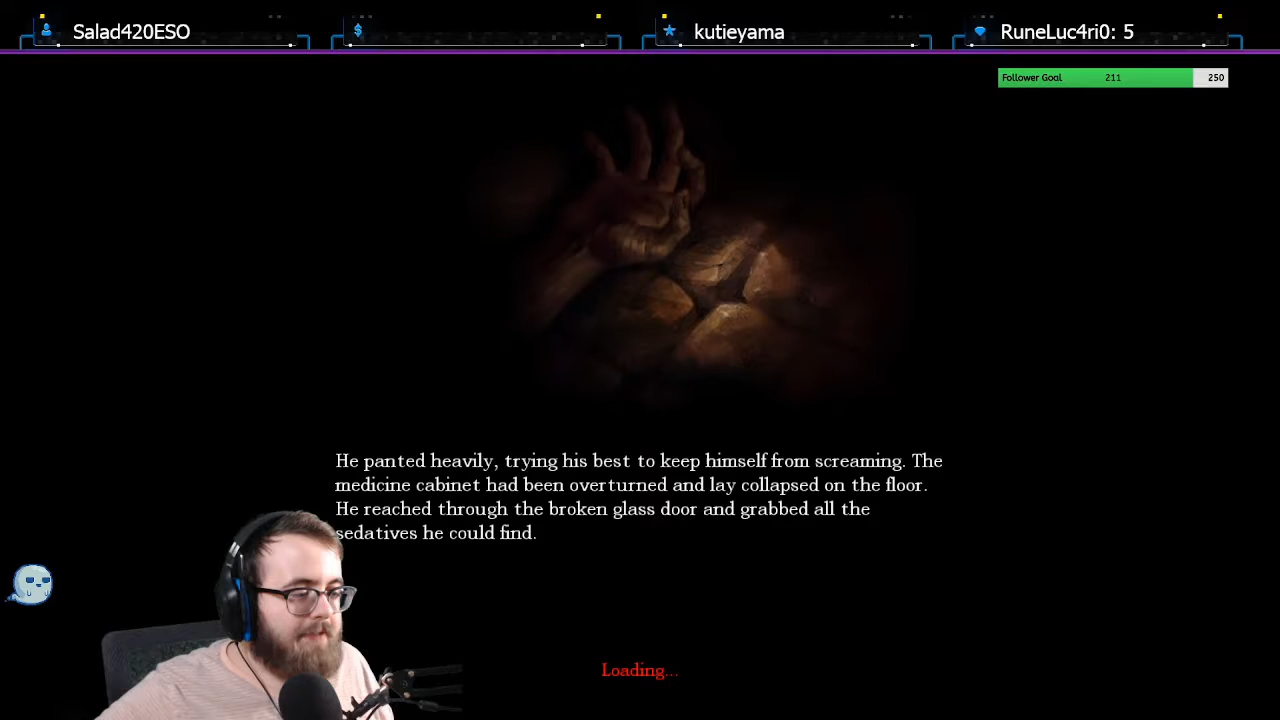 Salad420ESO
kutieyama
RuneLuc4ri0: 5
Follower Goal 211 250
He panted heavily, trying his best to keep himself from screaming. The
medicine cabinet had been overturned and lay collapsed on the floor.
He reached through the broken glass door and grabbed all the
sedatives he could find.
Loading...